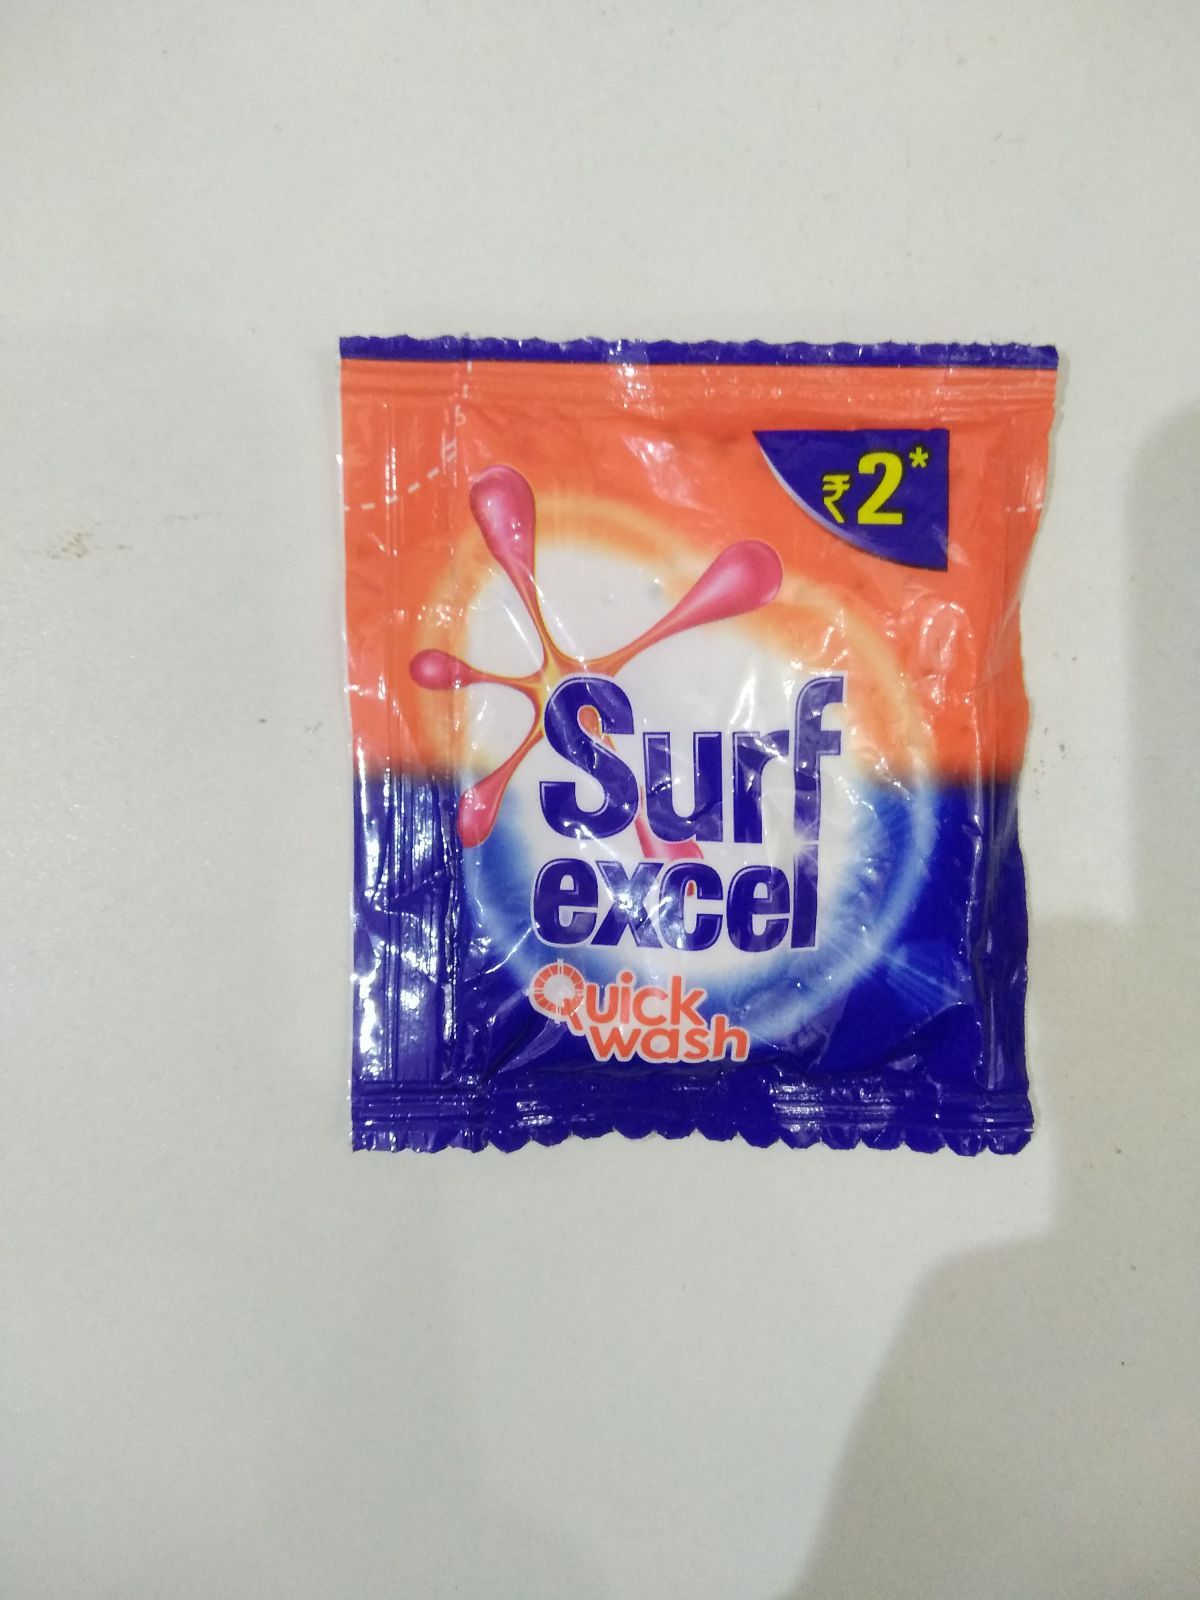 ₹2*
Surf
excel
Quick
wash